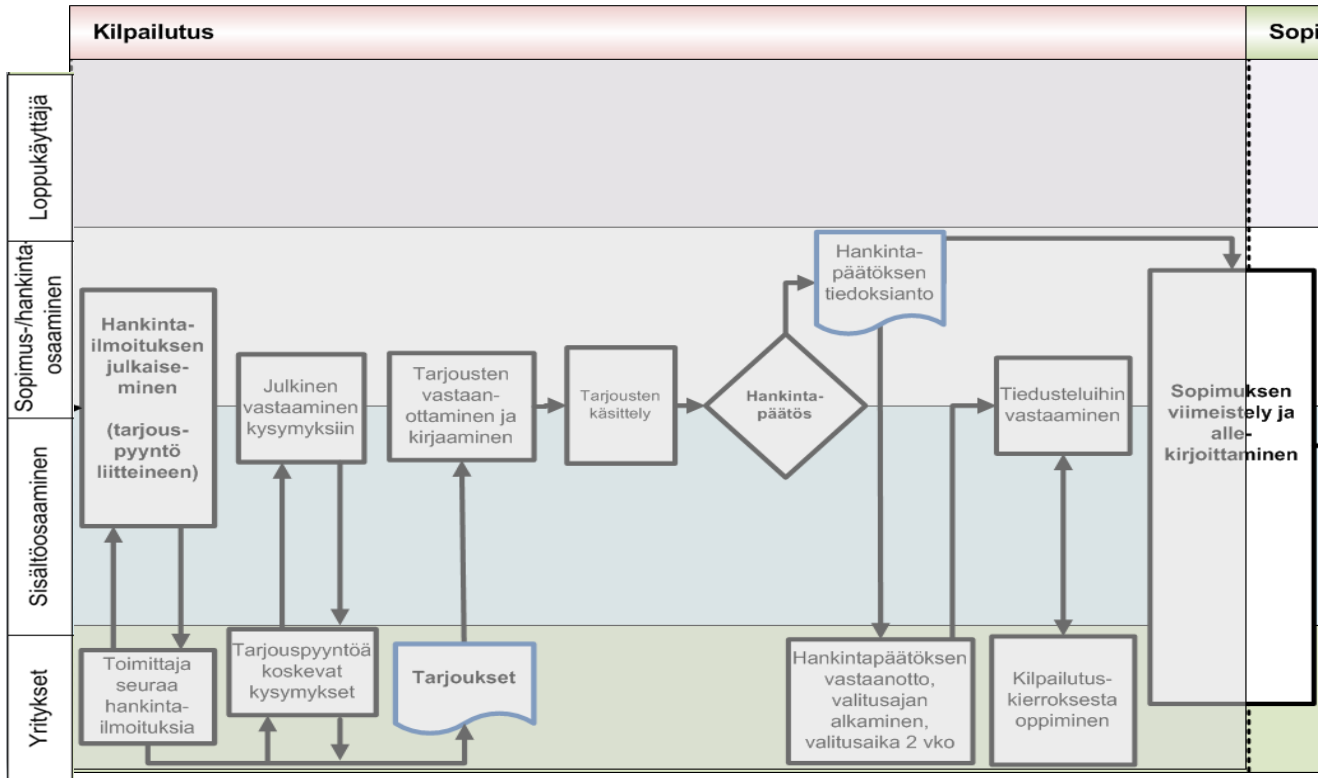 Kilpailutus
Sopi
Loppukäyttäjä
Sopimus-/hankinta-
osaaminen
Sisältöosaaminen
Yritykset
Hankinta-
ilmoituksen
julkaise-
minen
(tarjous-
pyyntö
liitteineen)
Julkinen
vastaaminen
kysymyksiin
Tarjousten
vastaan-
ottaminen ja
kirjaaminen
Tarjousten
käsittely
Hankinta-
päätös
Hankinta-
päätöksen
tiedoksianto
Tiedusteluihin
vastaaminen
Sopimuksen
viimeistely ja
alle-
kirjoittaminen
Toimittaja
seuraa
hankinta-
ilmoituksia
Tarjouspyyntöä
koskevat
kysymykset
Tarjoukset
Hankintapäätöksen
vastaanotto,
valitusajan
alkaminen,
valitusaika 2 vko
Kilpailutus-
kierroksesta
oppiminen